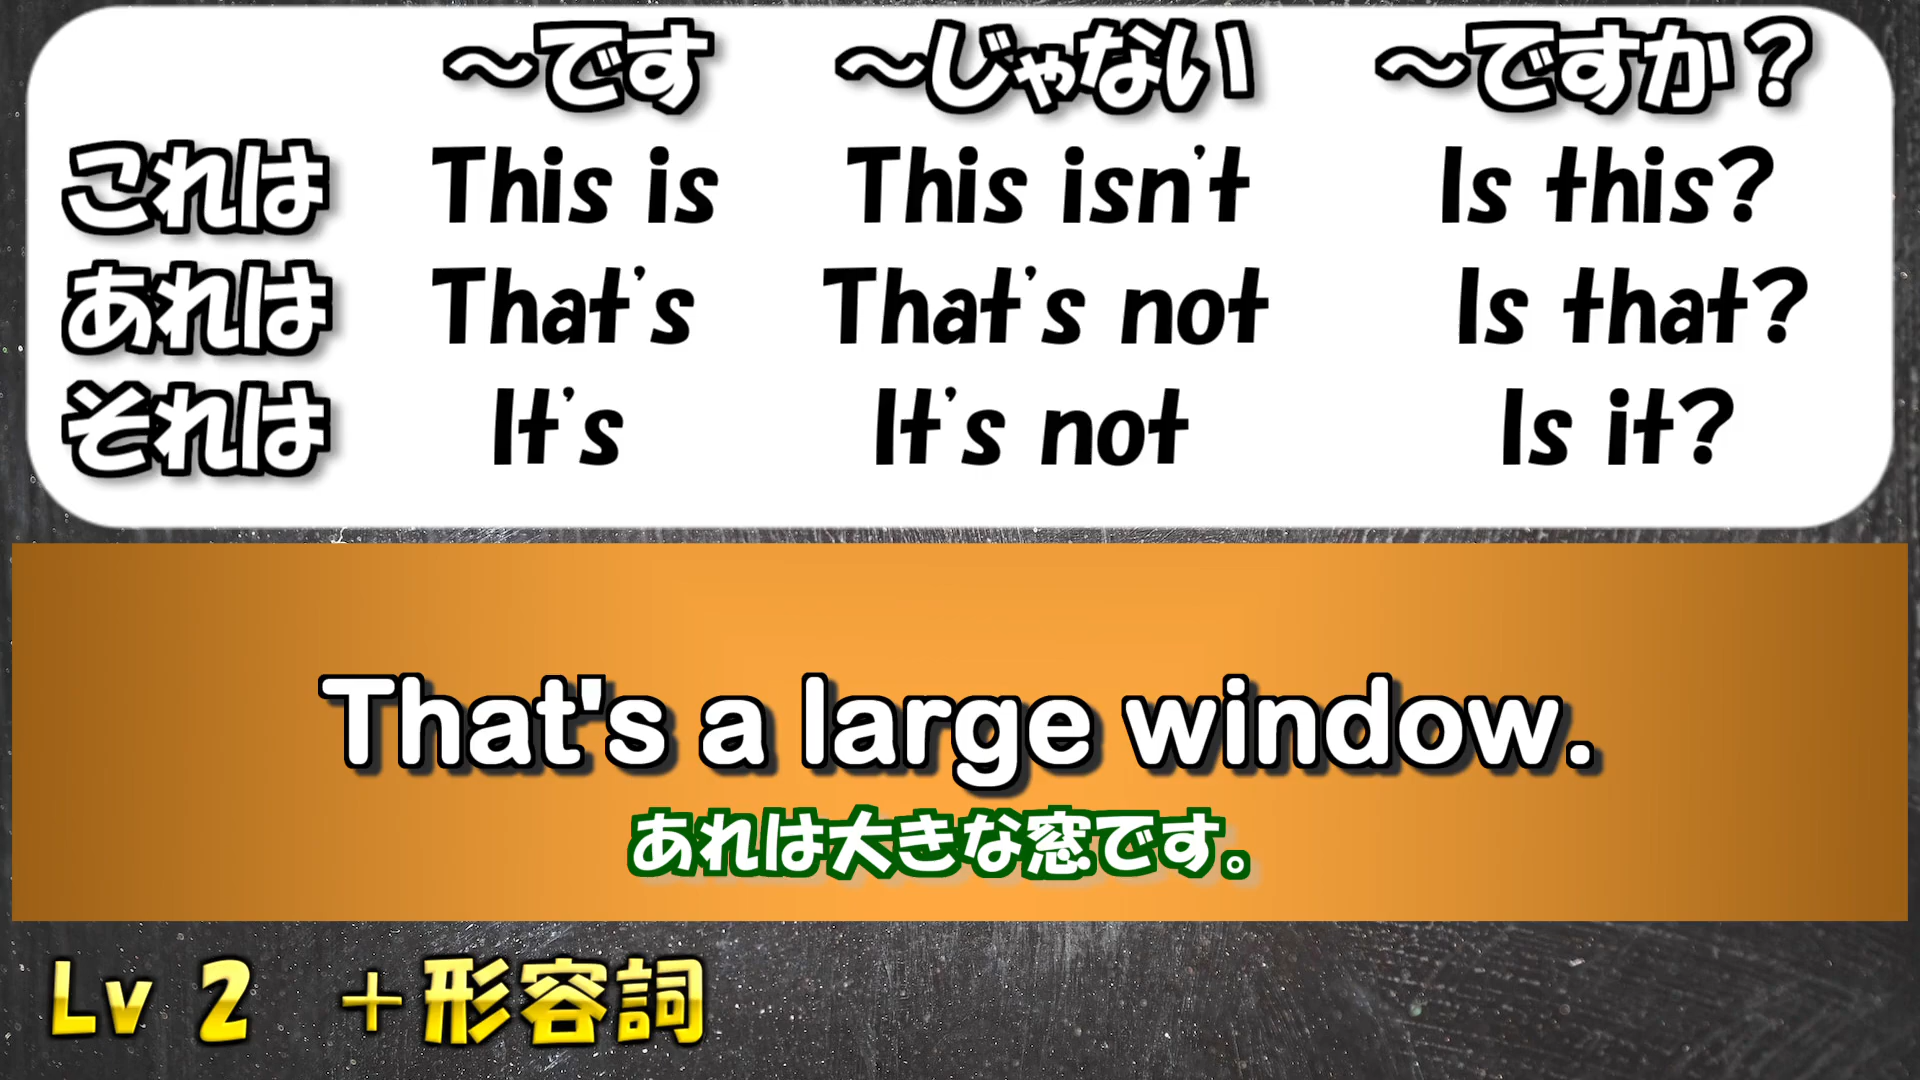 ～です ～じゃない ～ですか？
これは This is This isn't Is this?
あれは That's That's not Is that?
それは It's It's not Is it?
That's a large window.
あれは大きな窓です。
Lv 2 ＋形容詞